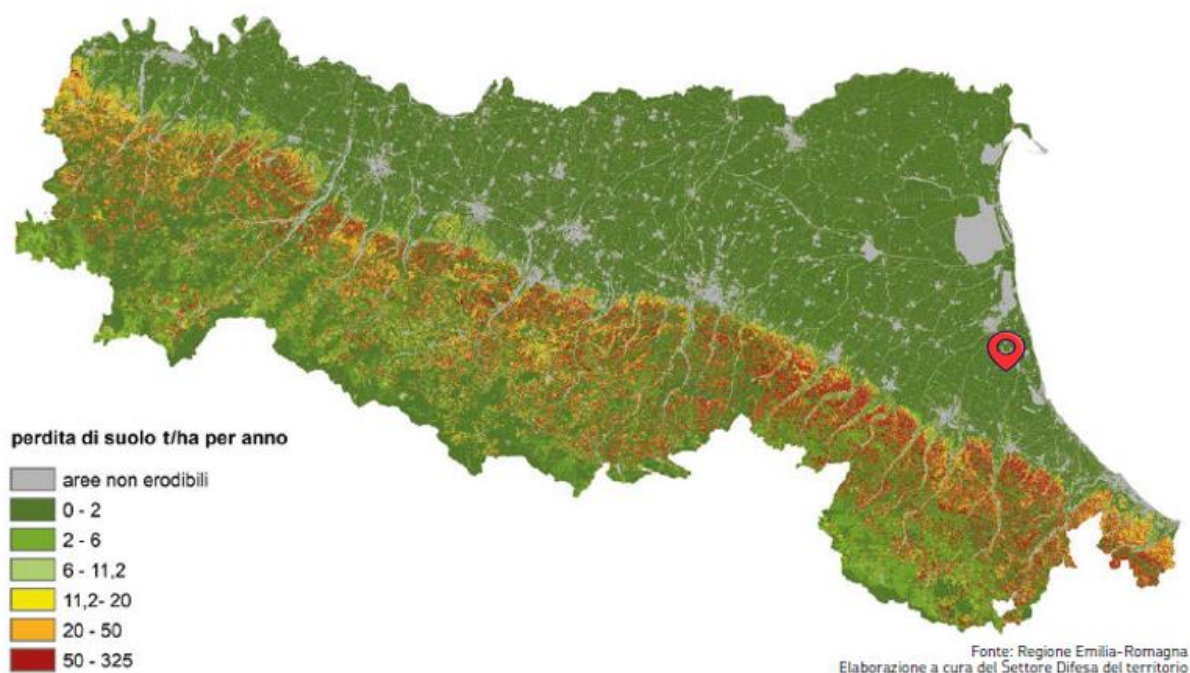 perdita di suolo t/ha per anno
aree non erodibili
0 - 2
2 - 6
6 - 11,2
11,2- 20
20 - 50
50 - 325
Fonte: Regione Emilia-Romagna
Elaborazione a cura del Settore Difesa del territorio